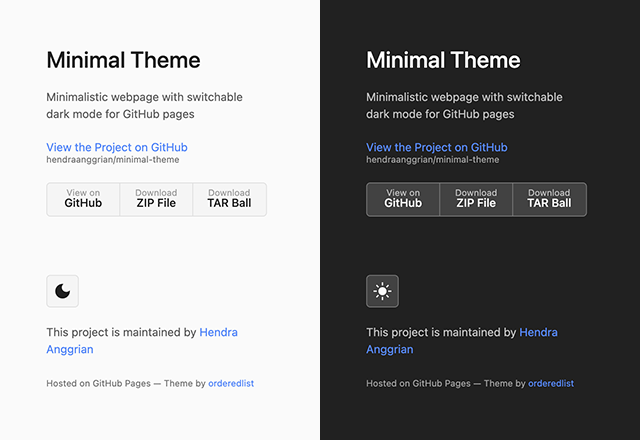 Minimal Theme
Minimalistic webpage with switchable
dark mode for GitHub pages
View the Project on GitHub
hendraanggrian/minimal-theme
View on Download Download
GitHub ZIP File TAR Ball
This project is maintained by Hendra
Anggrian
Hosted on GitHub Pages — Theme by orderedlist
Minimal Theme
Minimalistic webpage with switchable
dark mode for GitHub pages
View the Project on GitHub
hendraanggrian/minimal-theme
View on Download Download
GitHub ZIP File TAR Ball
This project is maintained by Hendra
Anggrian
Hosted on GitHub Pages — Theme by orderedlist